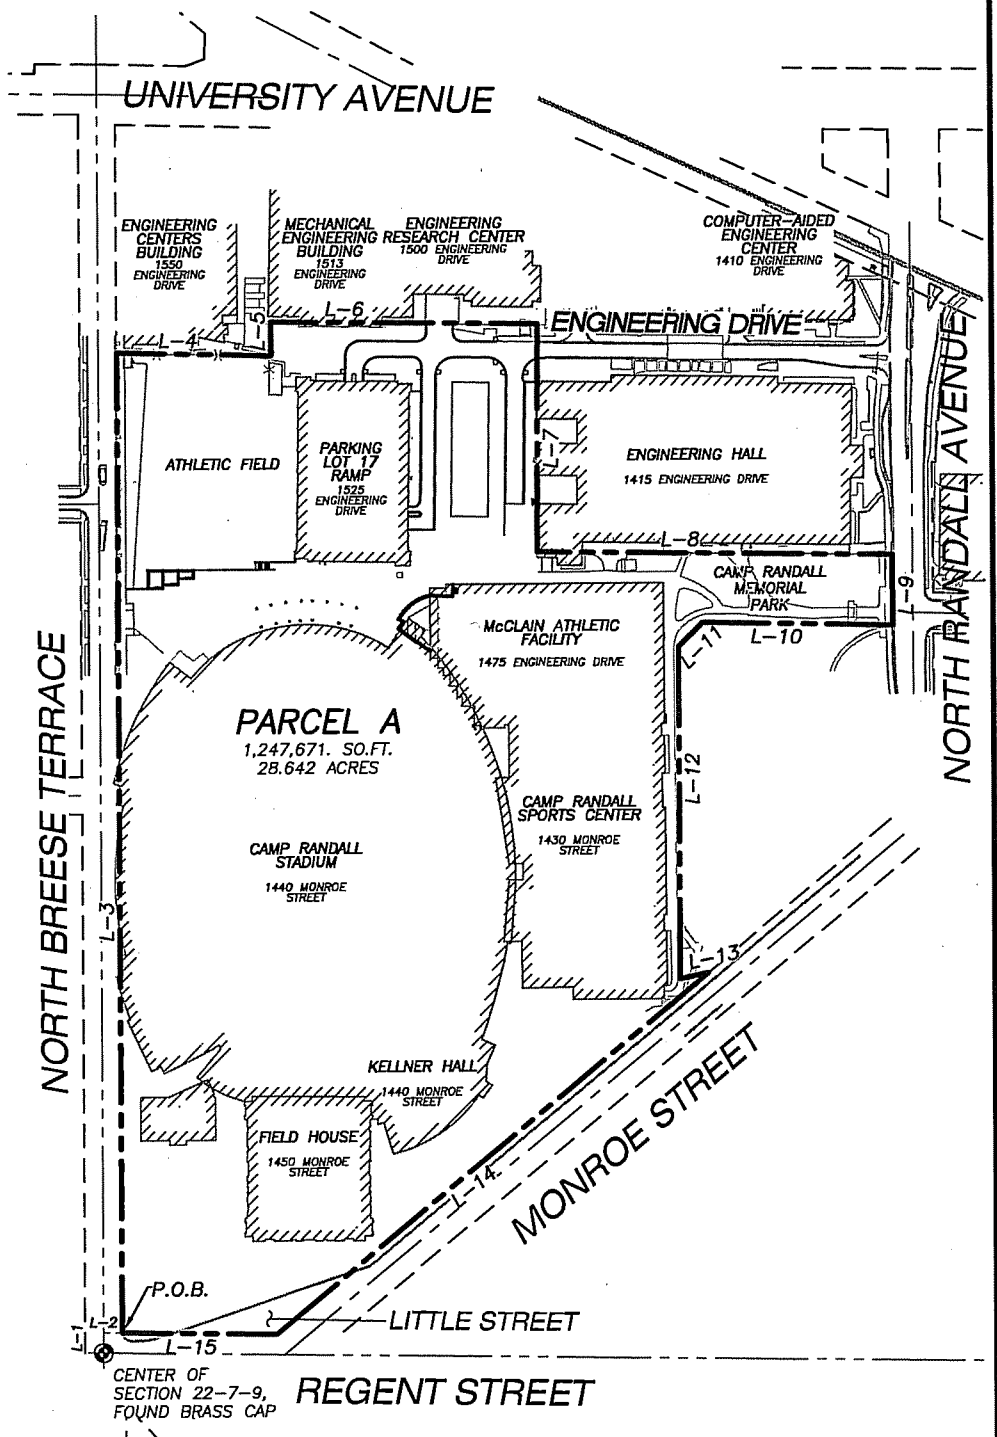 UNIVERSITY AVENUE
ENGINEERING
CENTERS
BUILDING
1550
ENGINEERING
DRIVE
MECHANICAL
ENGINEERING
BUILDING
1513
ENGINEERING
DRIVE
ENGINEERING
RESEARCH CENTER
1500 ENGINEERING
DRIVE
COMPUTER-AIDED
ENGINEERING
CENTER
1410 ENGINEERING
DRIVE
L-4
L-5
L-6
ENGINEERING DRIVE
NORTH RANDALL AVENUE
ATHLETIC FIELD
PARKING
LOT 17
RAMP
1525
ENGINEERING
DRIVE
L-7
ENGINEERING HALL
1415 ENGINEERING DRIVE
L-8
CAMP RANDALL
MEMORIAL
PARK
L-9
L-10
L-11
McCLAIN ATHLETIC
FACILITY
1475 ENGINEERING DRIVE
NORTH BREESE TERRACE
PARCEL A
1,247,671. SO.FT.
28.642 ACRES
L-12
CAMP RANDALL
SPORTS CENTER
1430 MONROE
STREET
CAMP RANDALL
STADIUM
1440 MONROE
STREET
L-3
L-13
KELLNER HALL
1440 MONROE
STREET
MONROE STREET
FIELD HOUSE
1450 MONROE
STREET
L-14
P.O.B.
LITTLE STREET
L-1
L-2
L-15
CENTER OF
SECTION 22-7-9,
FOUND BRASS CAP
REGENT STREET